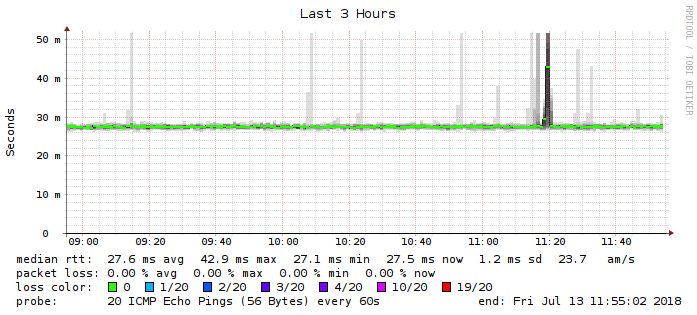 Last 3 Hours
RRDTOOL / TOBI OETIKER
Seconds
50 m
40 m
30 m
20 m
10 m
0
09:00 09:20 09:40 10:00 10:20 10:40 11:00 11:20 11:40
median rtt: 27.6 ms avg 42.9 ms max 27.1 ms min 27.5 ms now 1.2 ms sd 23.7 am/s
packet loss: 0.00 % avg 0.00 % max 0.00 % min 0.00 % now
loss color: 0 1/20 2/20 3/20 4/20 10/20 19/20
probe: 20 ICMP Echo Pings (56 Bytes) every 60s end: Fri Jul 13 11:55:02 2018